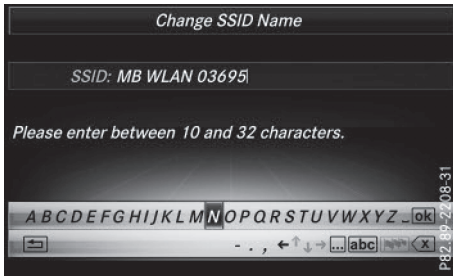 Change SSID Name
SSID: MB WLAN 03695
Please enter between 10 and 32 characters.
A B C D E F G H I J K L M N O P Q R S T U V W X Y Z _ ok
- . , ←↑↓→ ... abc X
P82.89-2208-31